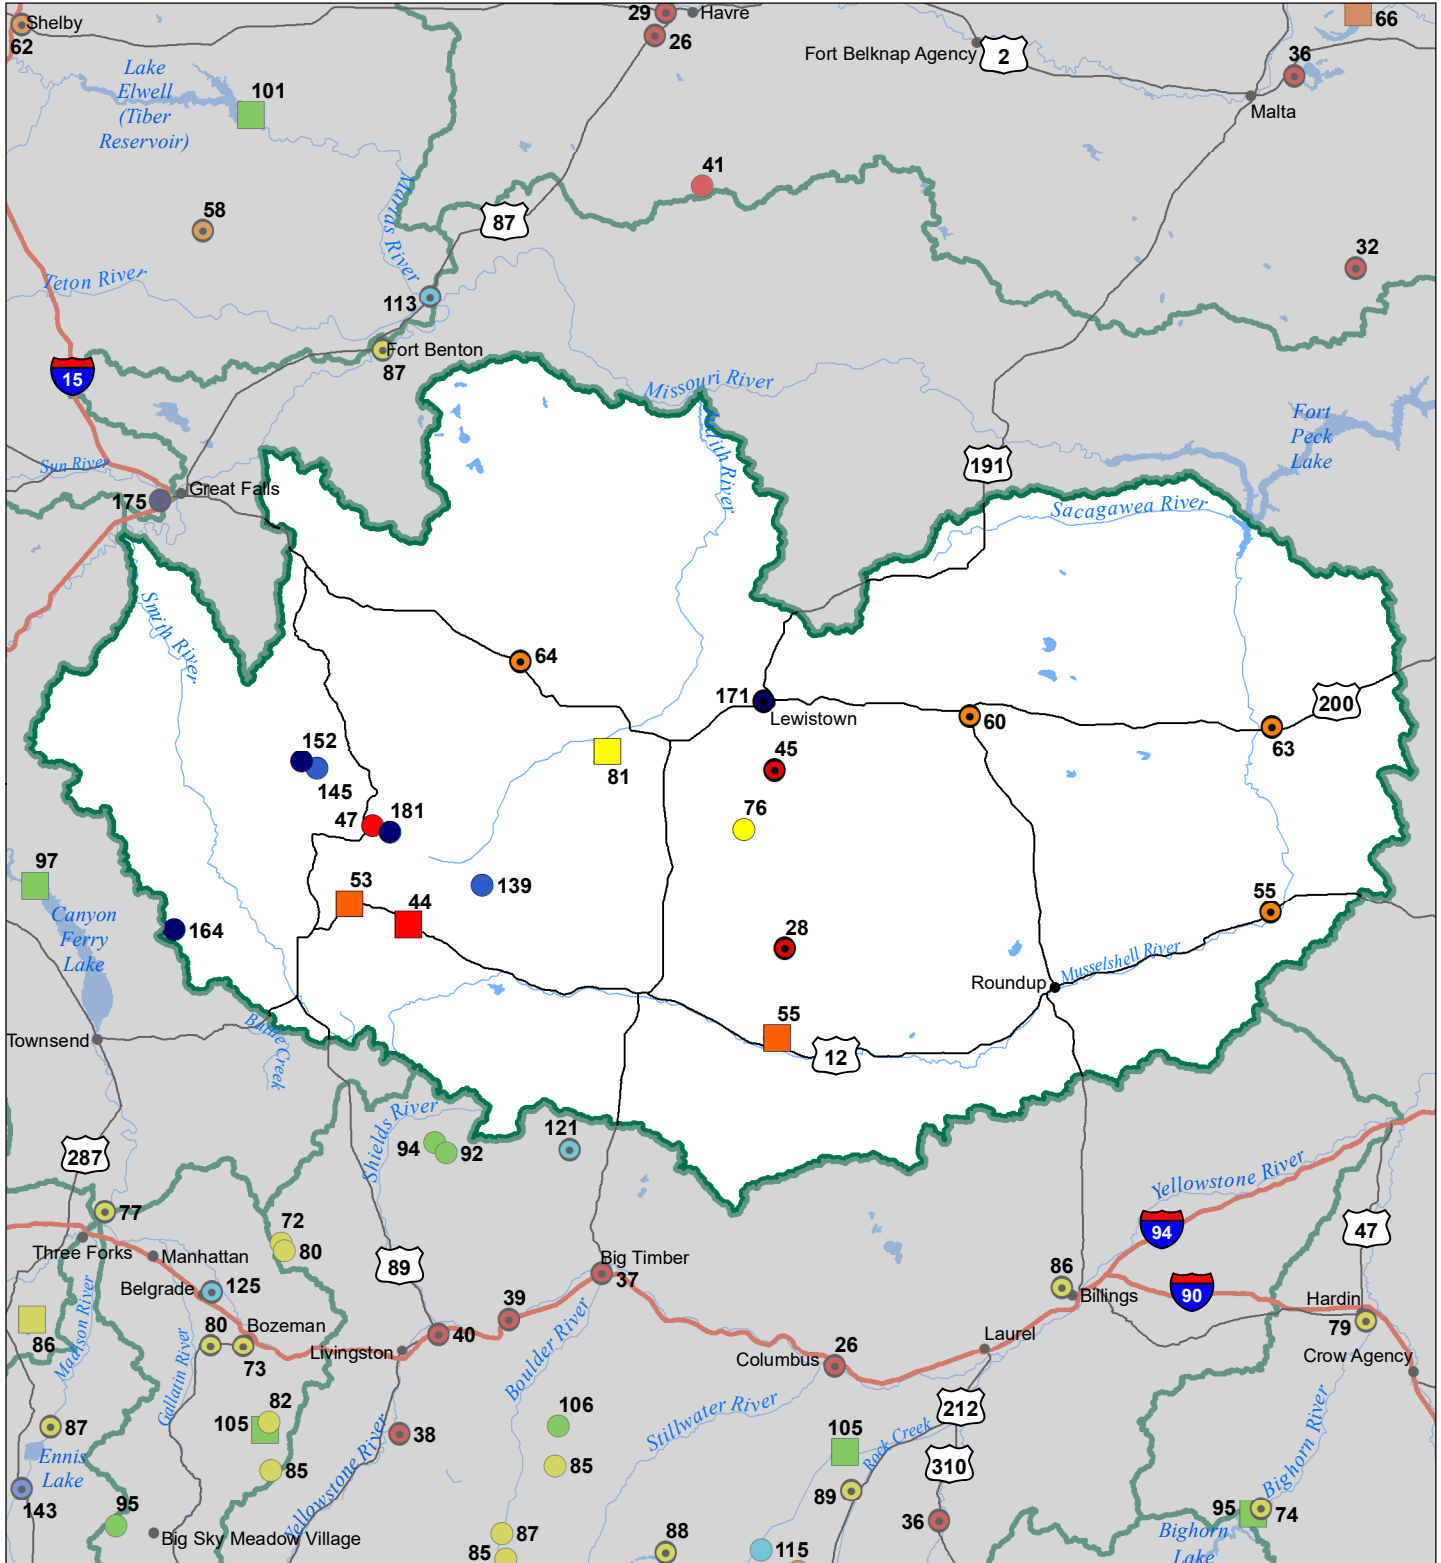 29
Havre
Shelby
62
26
66
Fort Belknap Agency
2
36
Lake
Elwell
(Tiber
Reservoir)
101
Malta
41
Marias River
58
87
32
Teton River
113
Fort Benton
87
15
Missouri River
Judith River
Fort
Peck
Lake
Sun River
191
175
Great Falls
Sacagawea River
Smith River
64
171
Lewistown
60
200
63
152
145
45
81
47
181
76
97
53
44
139
55
Canyon
Ferry
Lake
164
28
Roundup
Musselshell River
55
12
Battle Creek
Townsend
Shields River
94
92
121
287
Yellowstone River
77
72
80
94
47
Three Forks
Manhattan
89
Big Timber
37
86
Billings
90
Belgrade
125
Hardin
79
Madison River
86
80
Bozeman
73
39
40
Livingston
Gallatin River
Boulder River
26
Columbus
Laurel
Crow Agency
82
105
87
38
106
Stillwater River
212
105
Rock Creek
310
Ennis
Lake
85
85
Yellowstone River
89
Bighorn River
143
95
Big Sky Meadow Village
87
85
88
115
36
95
74
Bighorn
Lake